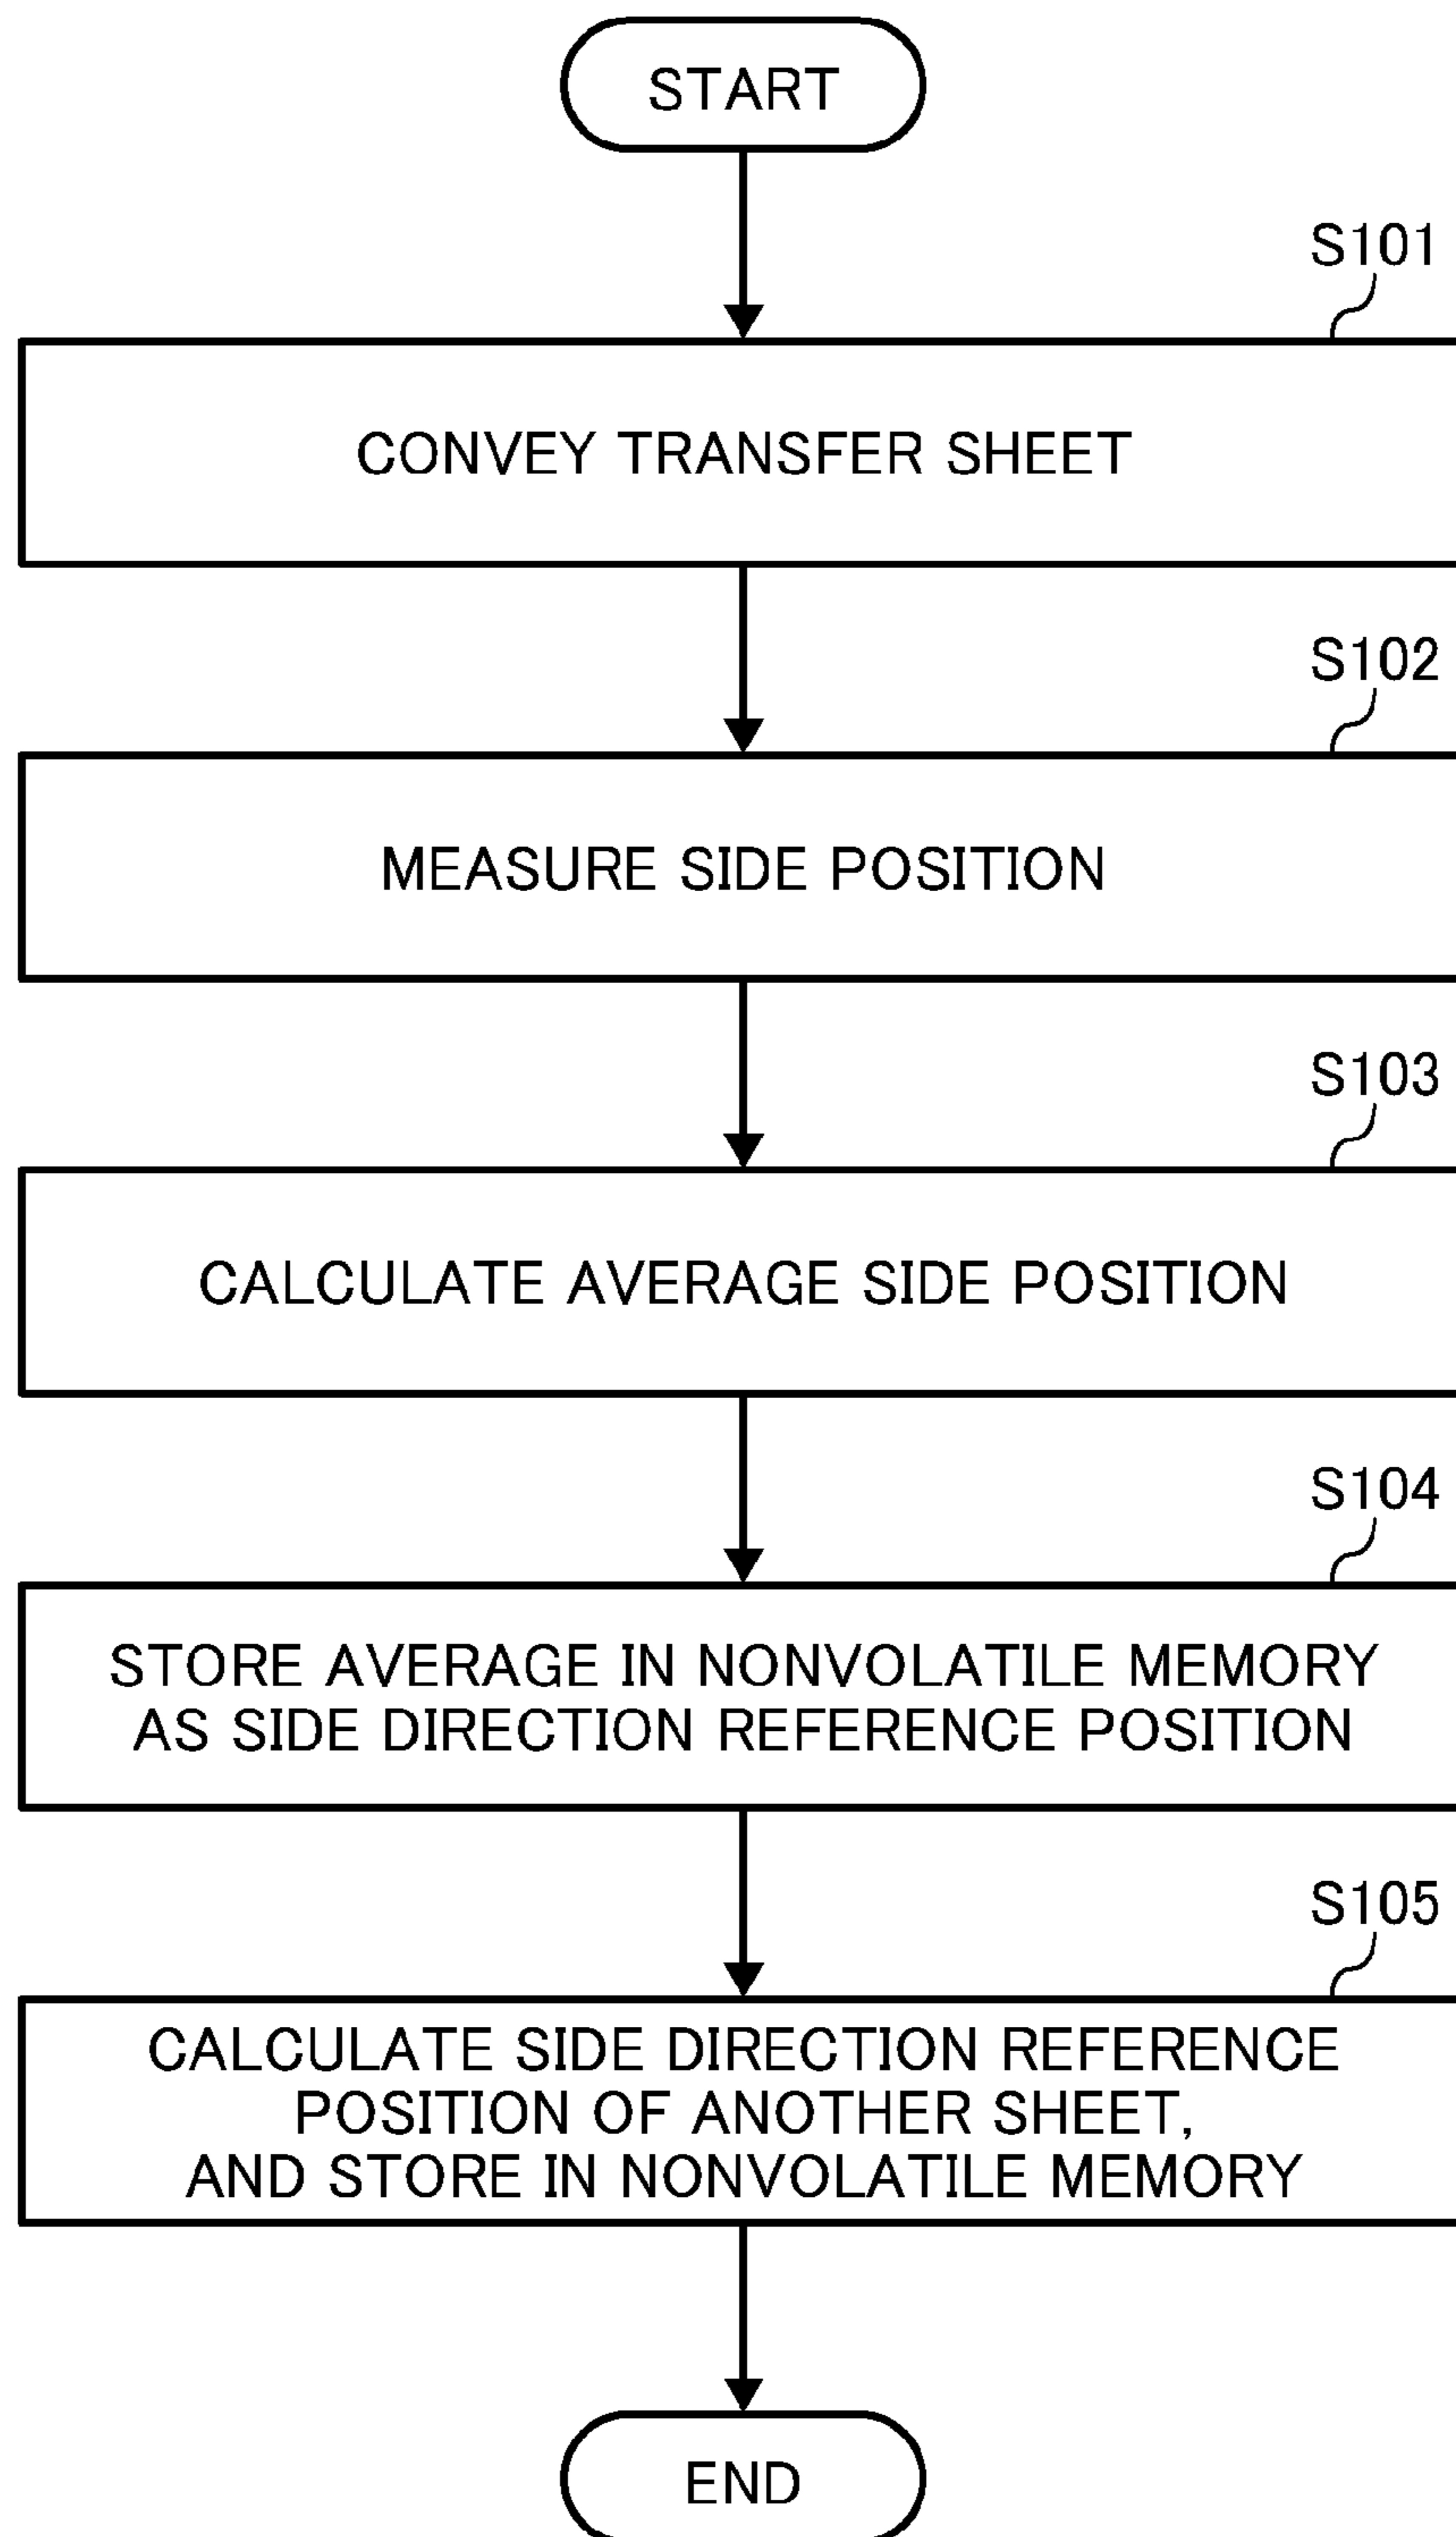 START
S101
CONVEY TRANSFER SHEET
S102
MEASURE SIDE POSITION
S103
CALCULATE AVERAGE SIDE POSITION
S104
STORE AVERAGE IN NONVOLATILE MEMORY
AS SIDE DIRECTION REFERENCE POSITION
S105
CALCULATE SIDE DIRECTION REFERENCE
POSITION OF ANOTHER SHEET,
AND STORE IN NONVOLATILE MEMORY
END